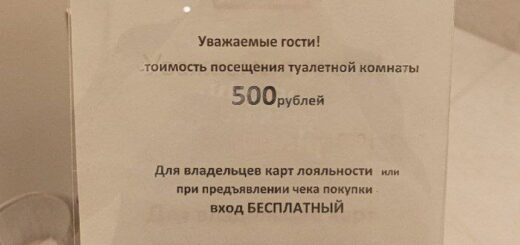 Уважаемые гости!
тоимость посещения туалетной комнаты
500рублей
Для владельцев карт лояльности или
при предъявлении чека покупки
вход БЕСПЛАТНЫЙ